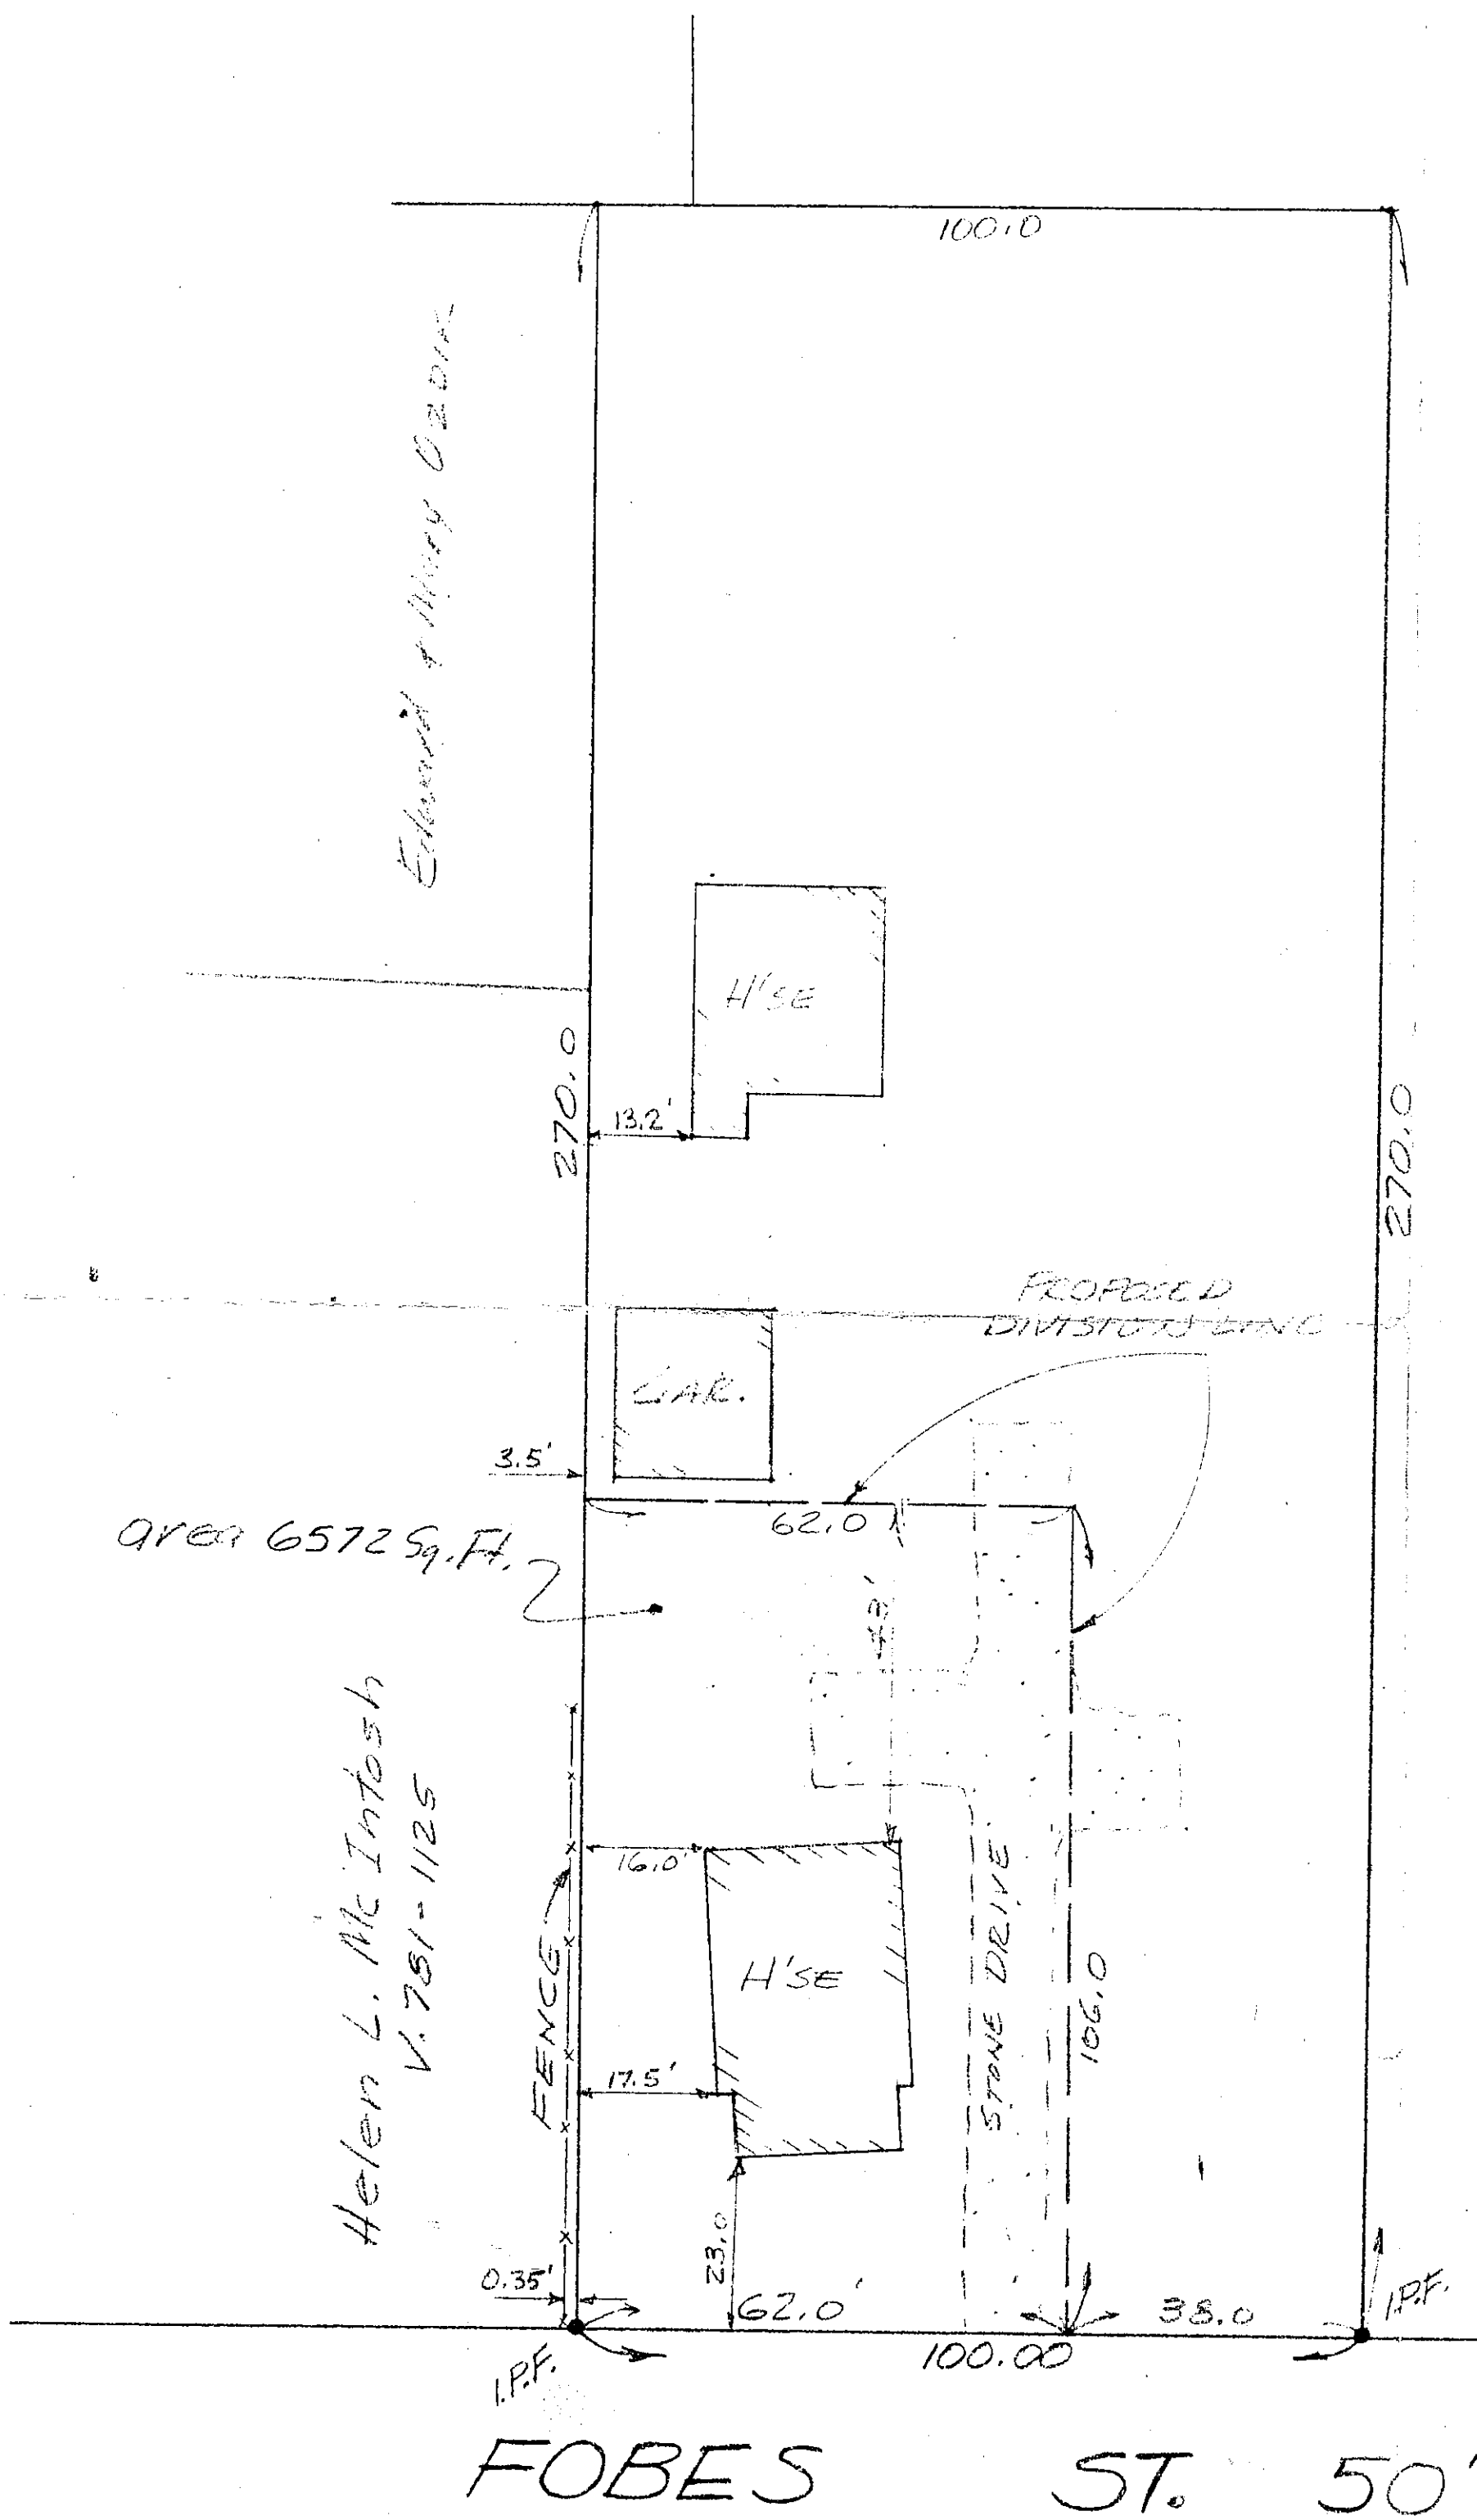 100.0
Edward & Mary
H'SE
270.0
13.2'
270.0
PROPOSED
DIVISION LINE
GAR.
3.5'
62.0
area 6572 Sq. Ft.
43'
Helen L. Mc Intosh
V. 781-1125
FENCE
16.0'
H'SE
STONE DRIVE
106.0
17.5'
23.0
0.35'
62.0'
38.0
I.P.F.
100.00
I.P.F.
FOBES ST. 50'